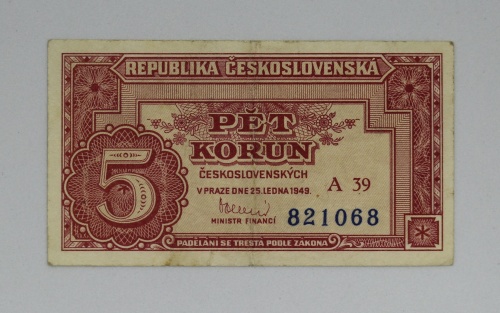 REPUBLIKA ČESKOSLOVENSKÁ
PĚT
KORUN
ČESKOSLOVENSKÝCH
V PRAZE DNE 25. LEDNA 1949.
A 39
5
MINISTR FINANCÍ
821068
PADĚLÁNÍ SE TRESTÁ PODLE ZÁKONA